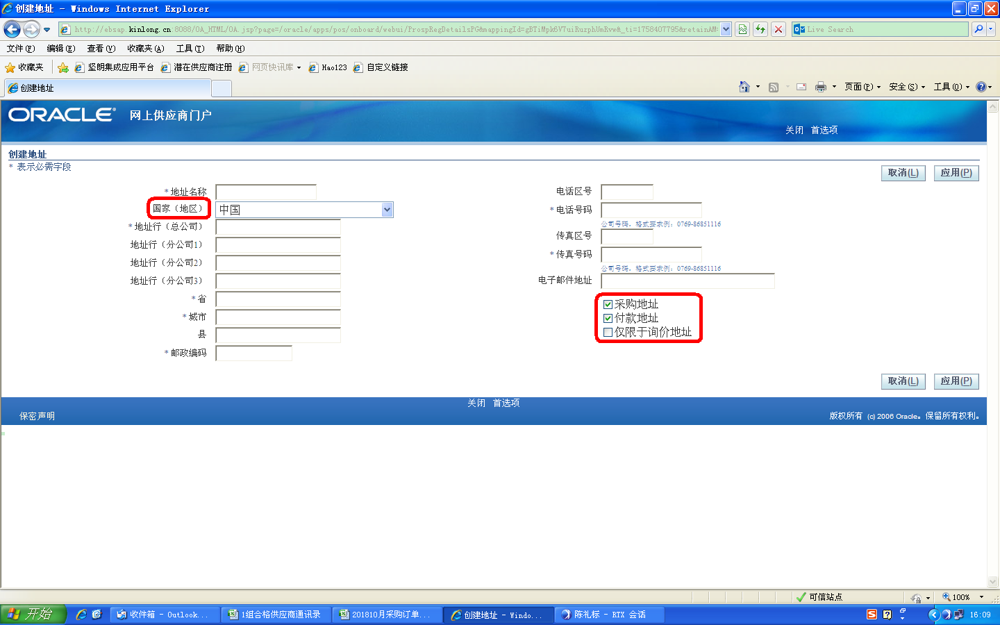 创建地址 - Windows Internet Explorer
http://ebsap.kinlong.cn:8088/OA_HTML/OA.jsp?page=/oracle/apps/pos/onboard/webui/ProspRegDetailsPG&mappingId=gBTiMpk6V7uiRuzphUmRvw&_ti=1758407795&retainAM=
Live Search
文件(F) 编辑(E) 查看(V) 收藏夹(A) 工具(T) 帮助(H)
收藏夹 坚朗集成应用平台 潜在供应商注册 网页快讯库 Hao123 自定义链接
创建地址
页面(P) 安全(S) 工具(O)
ORACLE 网上供应商门户
关闭 首选项
创建地址
* 表示必需字段
取消(L) 应用(P)
* 地址名称
国家（地区） 中国
* 地址行（总公司）
地址行（分公司1）
地址行（分公司2）
地址行（分公司3）
* 省
* 城市
县
* 邮政编码
电话区号
* 电话号码
公司号码，格式要求例：0769-86851116
传真区号
* 传真号码
公司号码，格式要求例：0769-86851116
电子邮件地址
采购地址
付款地址
仅限于询价地址
取消(L) 应用(P)
关闭 首选项
保密声明
版权所有 (c) 2006 Oracle。保留所有权利。
可信站点 100%
开始 收件箱 - Outlook... 1组合格供应商通讯录 201810月采购订单... 创建地址 - Windo... 陈礼标 - RTX 会话 16:09